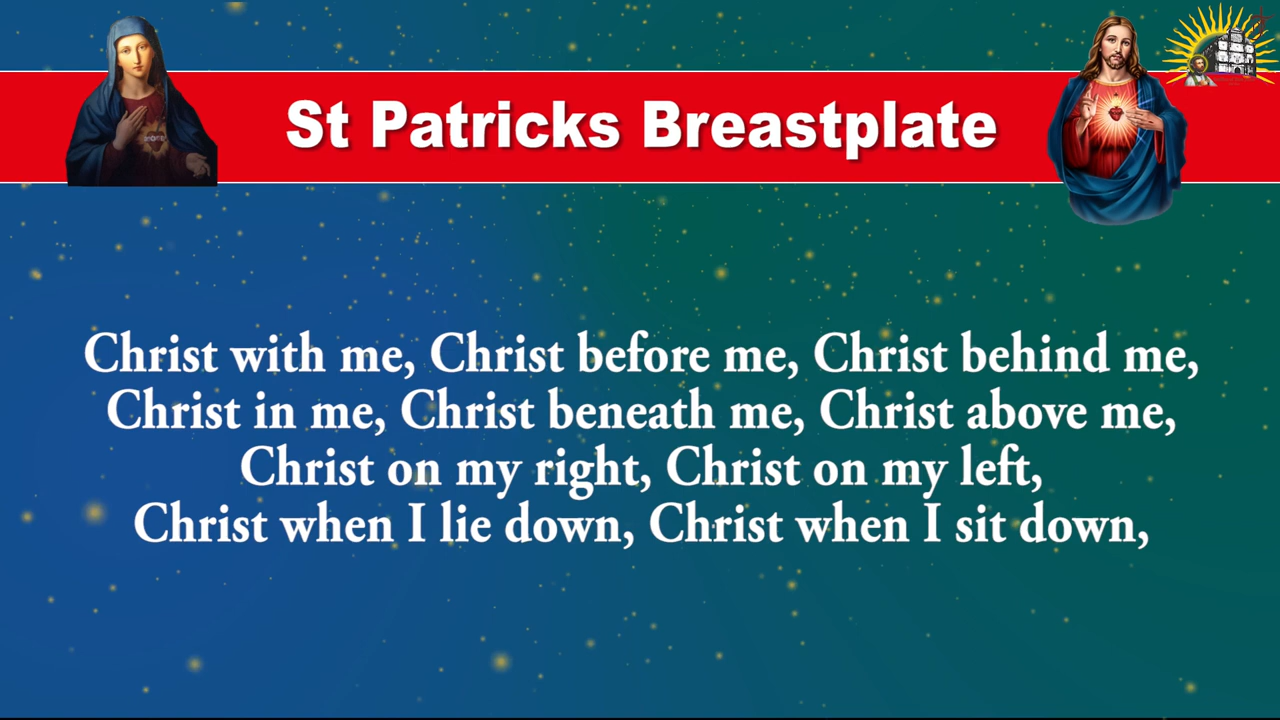 St Patricks Breastplate
Christ with me, Christ before me, Christ behind me,
Christ in me, Christ beneath me, Christ above me,
Christ on my right, Christ on my left,
Christ when I lie down, Christ when I sit down,